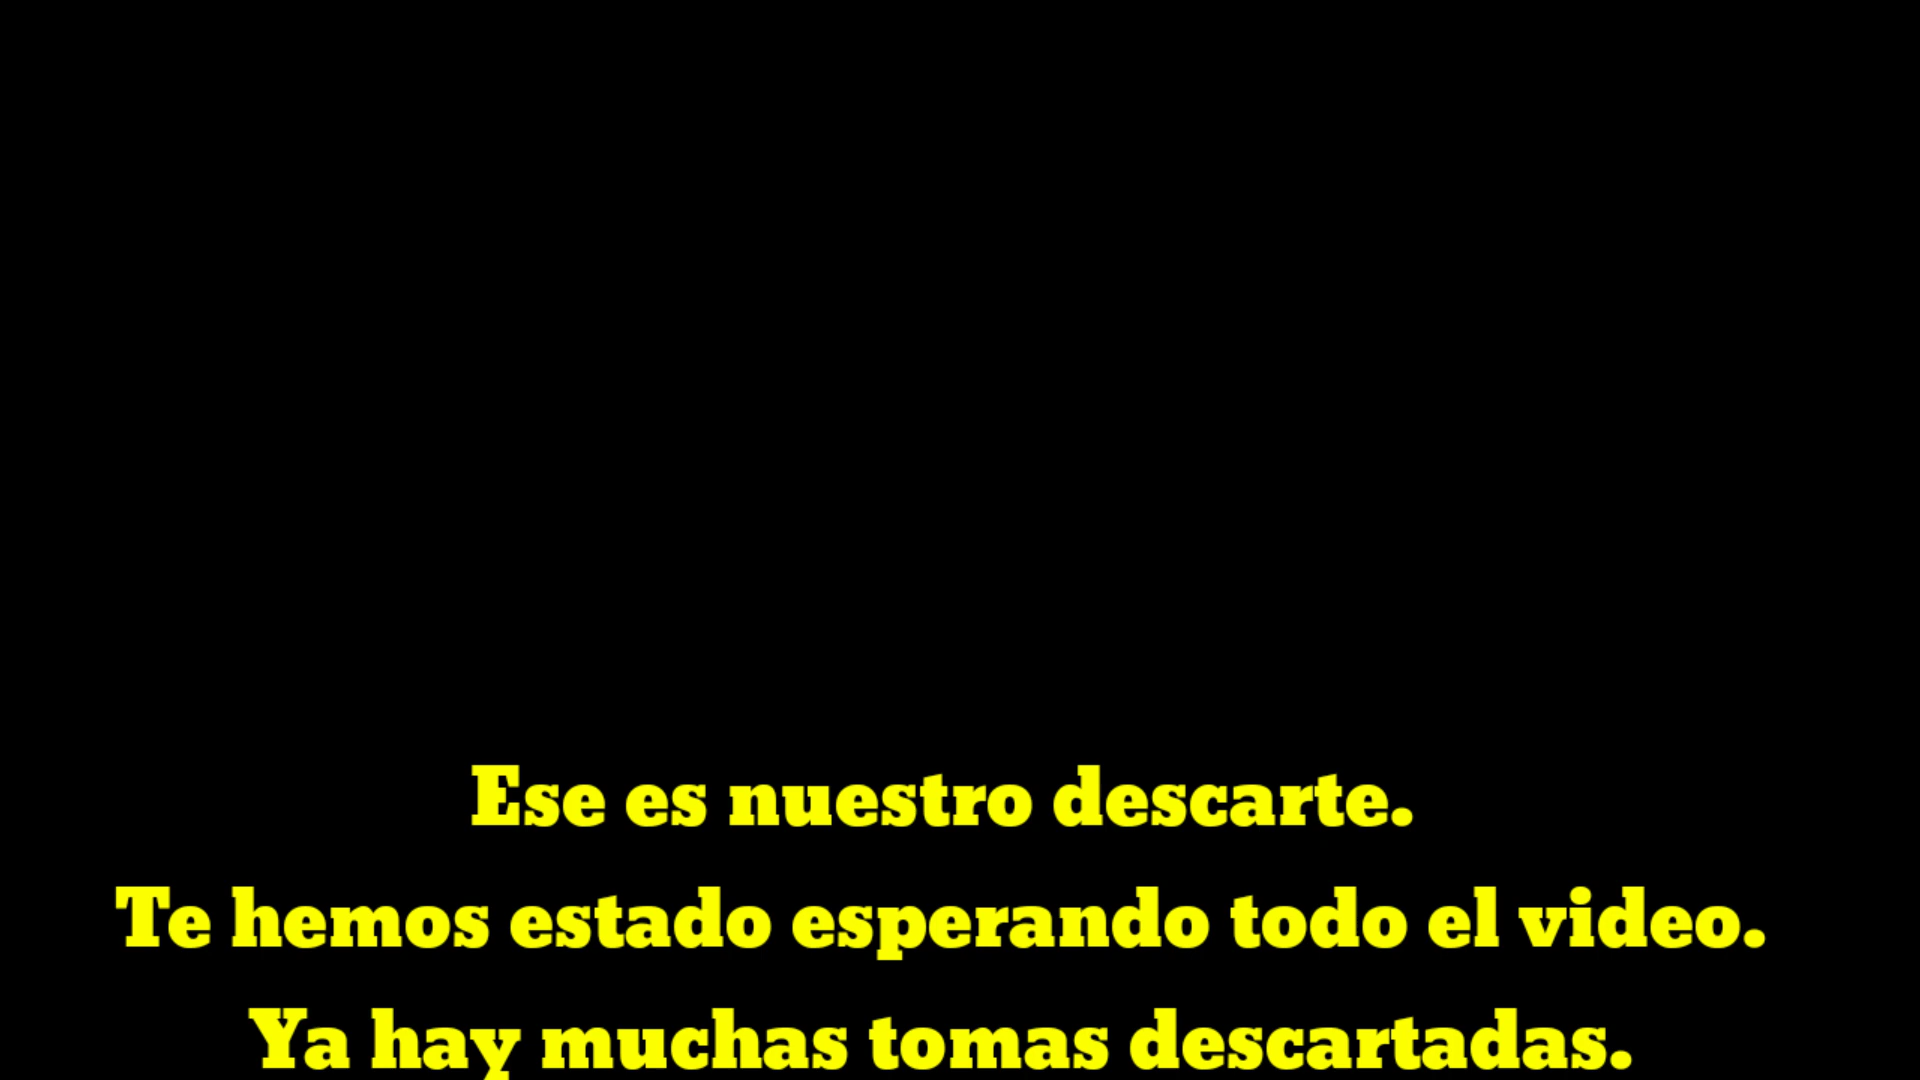 Ese es nuestro descarte.
Te hemos estado esperando todo el video.
Ya hay muchas tomas descartadas.